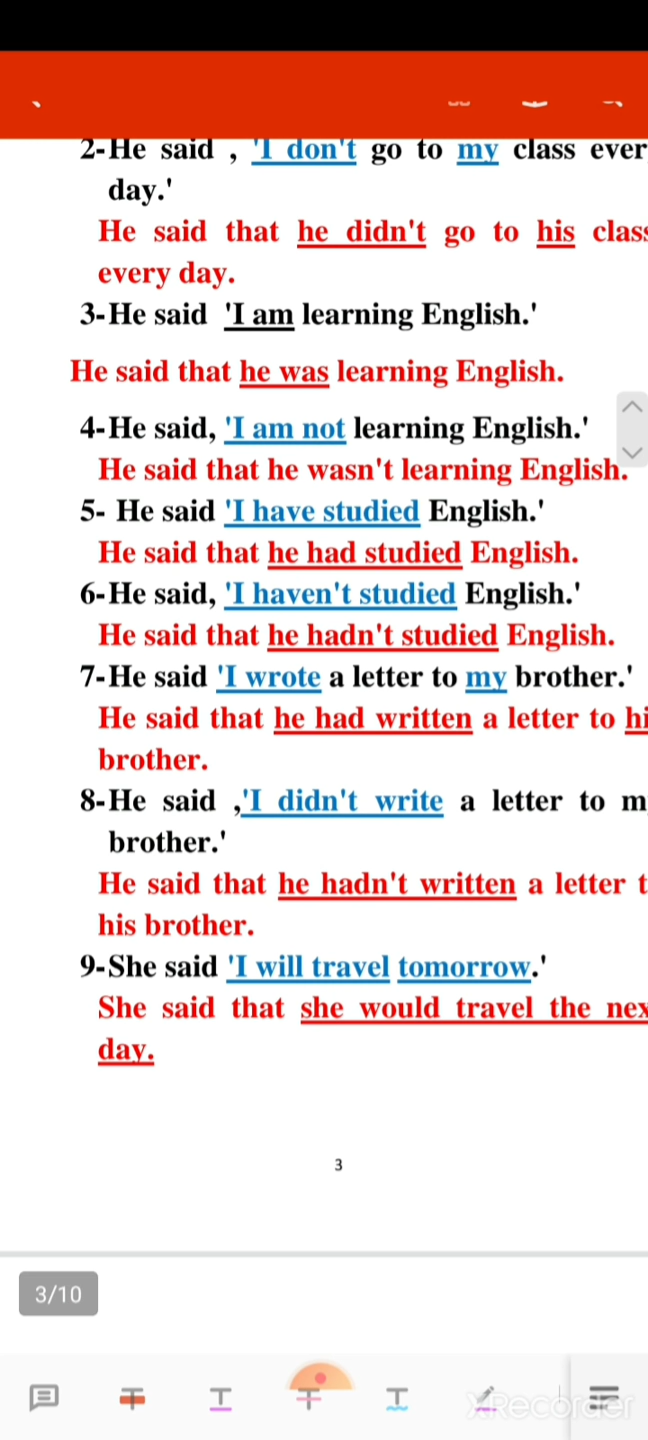 2-He said , 'I don't go to my class ever
day.'
He said that he didn't go to his class
every day.
3-He said 'I am learning English.'
He said that he was learning English.
4-He said, 'I am not learning English.'
He said that he wasn't learning English.
5- He said 'I have studied English.'
He said that he had studied English.
6-He said, 'I haven't studied English.'
He said that he hadn't studied English.
7-He said 'I wrote a letter to my brother.'
He said that he had written a letter to hi
brother.
8-He said ,'I didn't write a letter to m
brother.'
He said that he hadn't written a letter t
his brother.
9-She said 'I will travel tomorrow.'
She said that she would travel the nex
day.
3
3/10
XRecorder